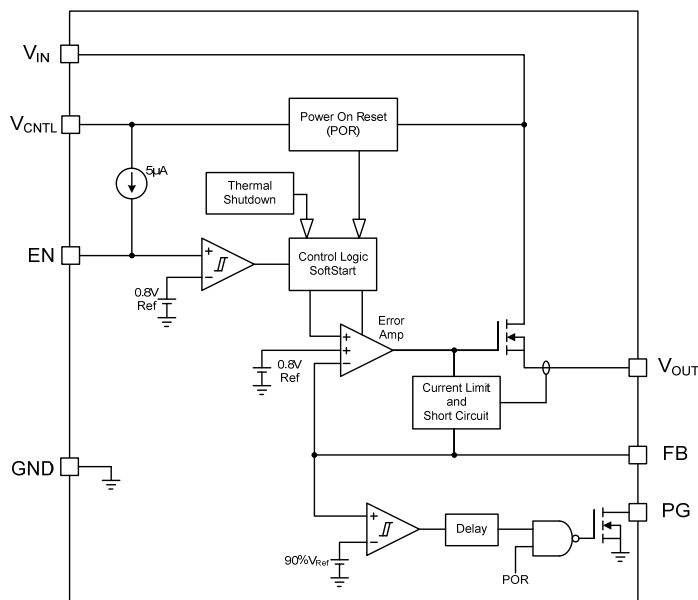 VIN
VCNTL
Power On Reset
(POR)
5µA
Thermal
Shutdown
EN
+
−
Control Logic
SoftStart
0.8V
Ref
Error
Amp
+
+
−
0.8V
Ref
VOUT
Current Limit
and
Short Circuit
GND
FB
PG
+
−
Delay
90%VRef
POR